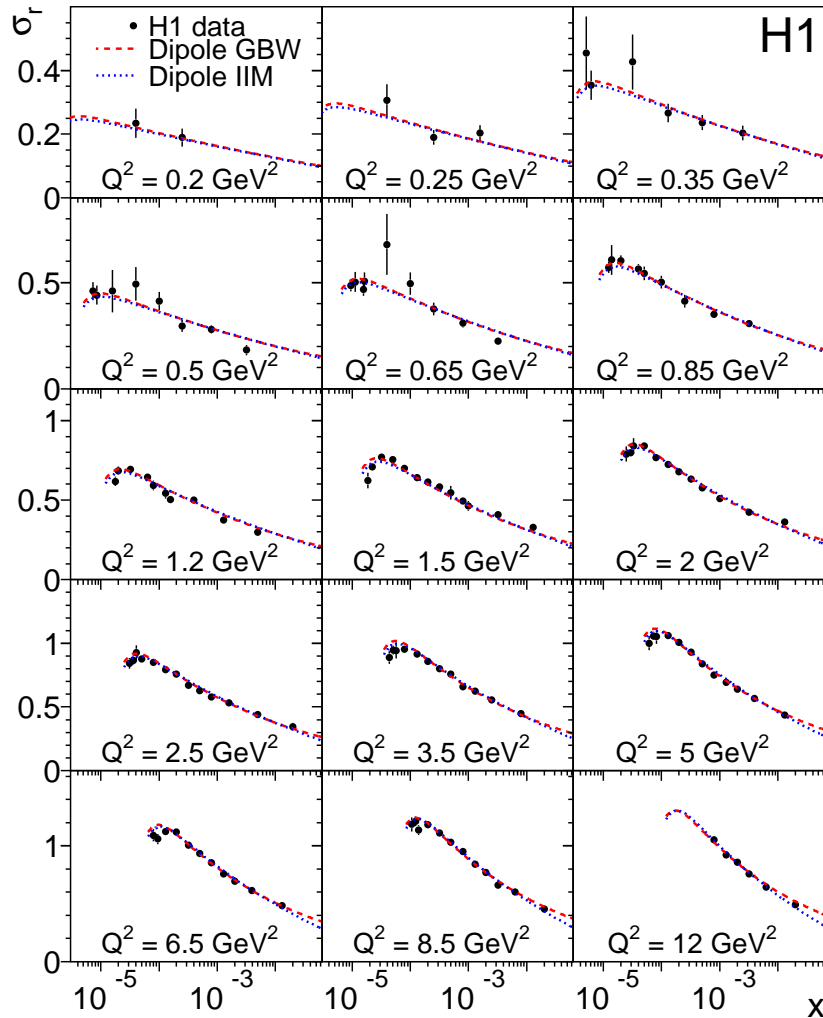 σr
H1
H1 data
Dipole GBW
Dipole IIM
0.4
0.2
0
Q² = 0.2 GeV²
Q² = 0.25 GeV²
Q² = 0.35 GeV²
0.5
0
Q² = 0.5 GeV²
Q² = 0.65 GeV²
Q² = 0.85 GeV²
1
0.5
0
Q² = 1.2 GeV²
Q² = 1.5 GeV²
Q² = 2 GeV²
1
0.5
0
Q² = 2.5 GeV²
Q² = 3.5 GeV²
Q² = 5 GeV²
1
0
Q² = 6.5 GeV²
Q² = 8.5 GeV²
Q² = 12 GeV²
10⁻⁵ 10⁻³ 10⁻⁵ 10⁻³ 10⁻⁵ 10⁻³ x